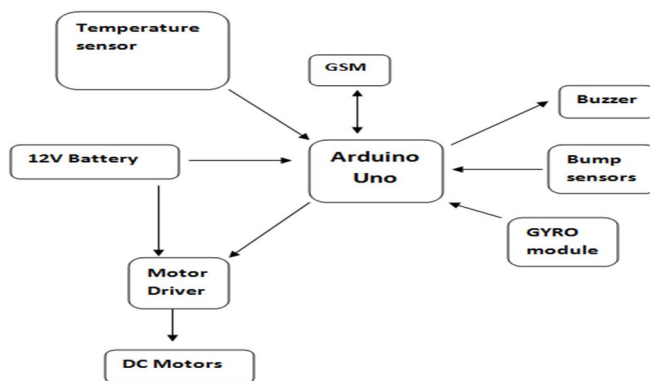 Temperature
sensor
GSM
Buzzer
12V Battery
Arduino
Uno
Bump
sensors
GYRO
module
Motor
Driver
DC Motors